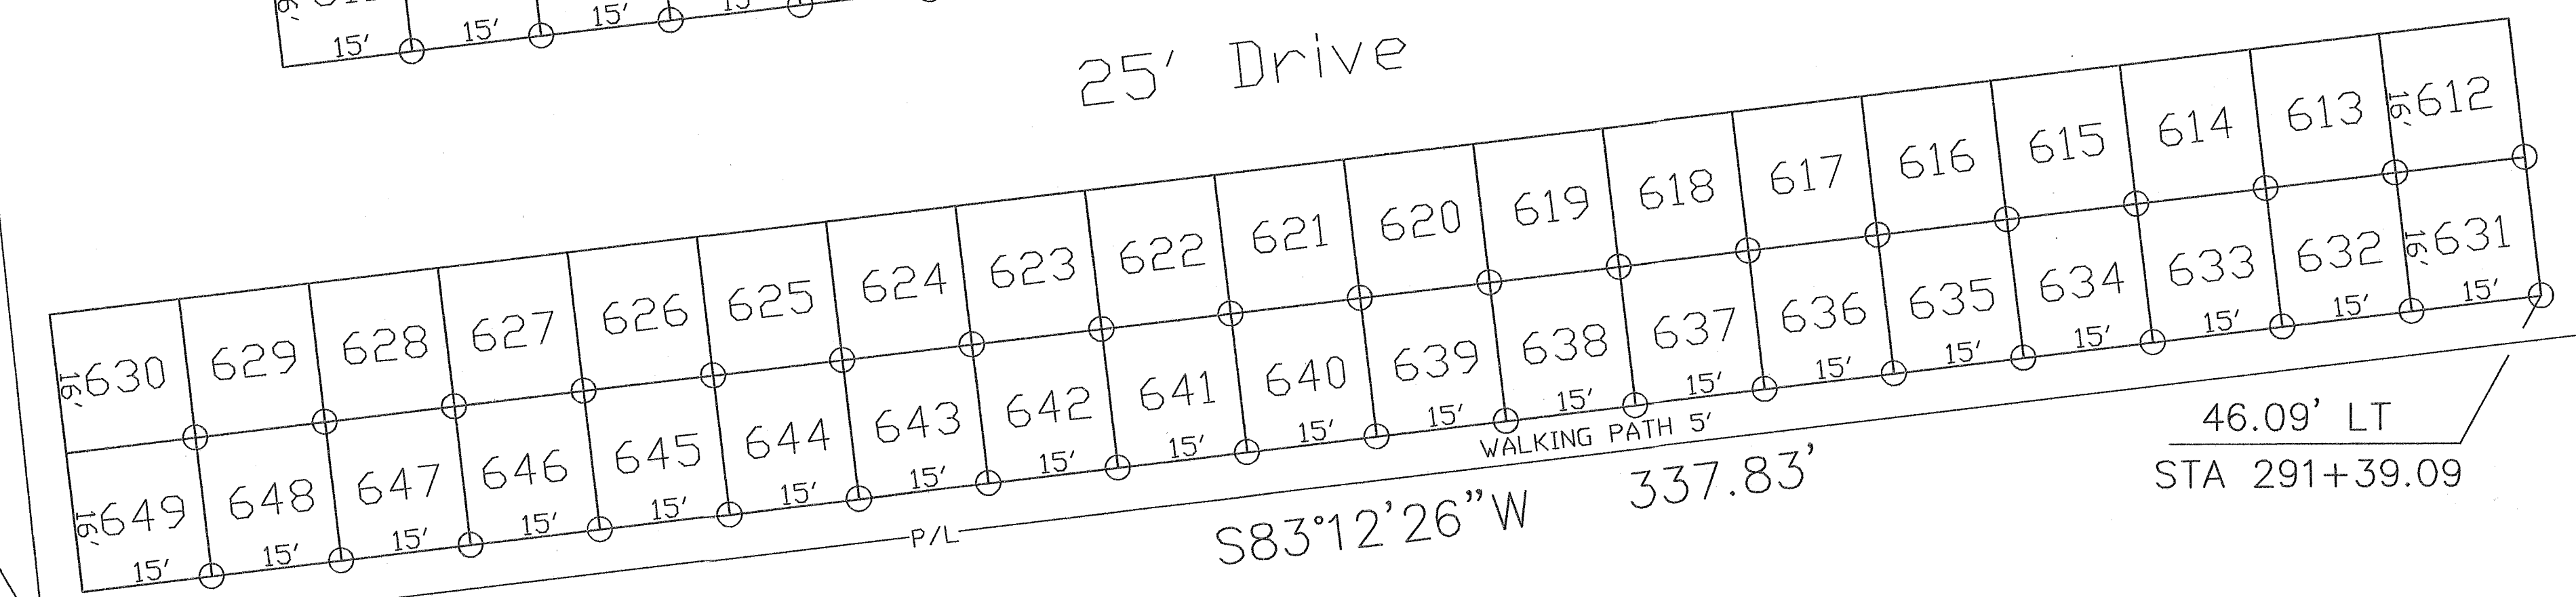 15' 15' 15' 15'
25' Drive
630 629 628 627 626 625 624 623 622 621 620 619 618 617 616 615 614 613 612
16' 16'
649 648 647 646 645 644 643 642 641 640 639 638 637 636 635 634 633 632 631
16' 16'
15' 15' 15' 15' 15' 15' 15' 15' 15' 15' 15' 15' 15' 15' 15' 15' 15' 15' 15'
WALKING PATH 5'
P/L
S83°12'26"W 337.83'
46.09' LT
STA 291+39.09